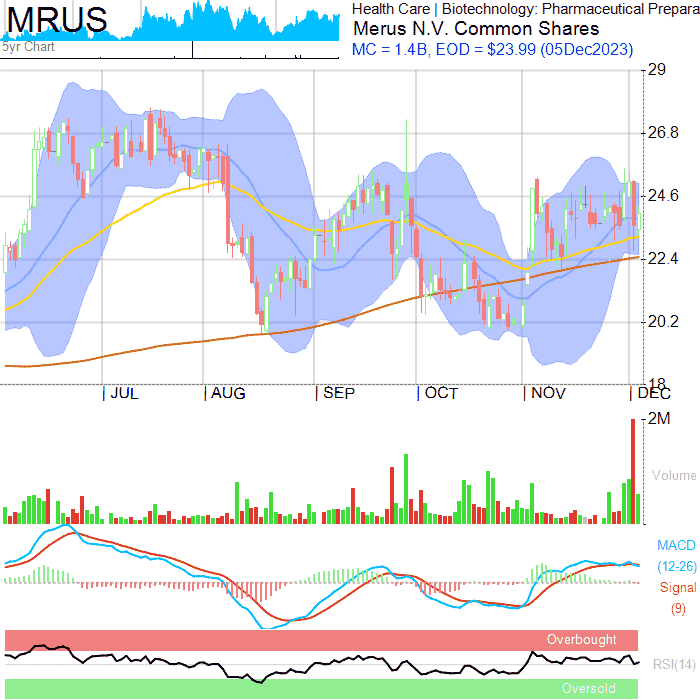 MRUS
5yr Chart
Health Care | Biotechnology: Pharmaceutical Prepara
Merus N.V. Common Shares
MC = 1.4B, EOD = $23.99 (05Dec2023)
29
26.8
24.6
22.4
20.2
18
JUL
AUG
SEP
OCT
NOV
DEC
2M
Volume
MACD
(12-26)
Signal
(9)
Overbought
RSI(14)
Oversold